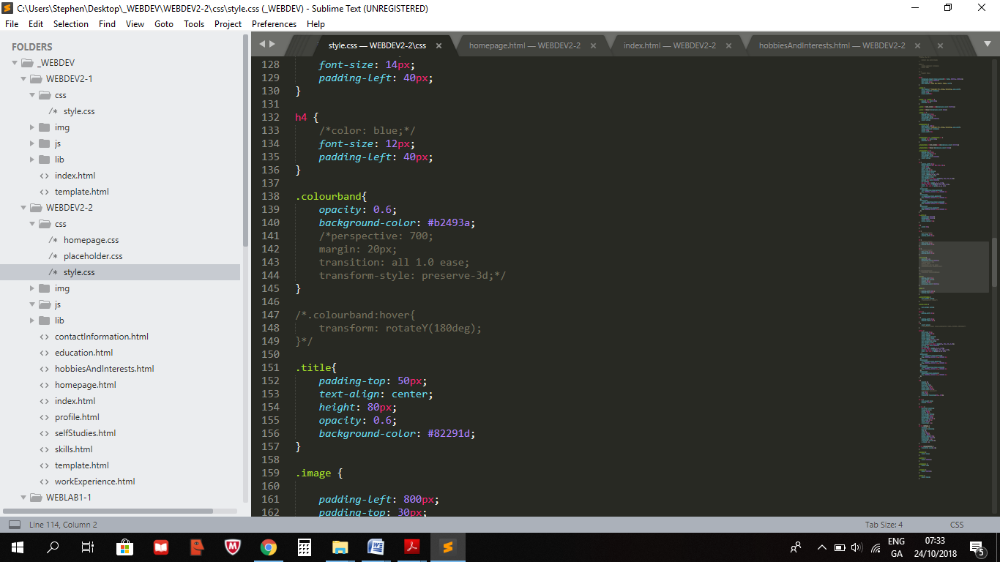 C:\Users\Stephen\Desktop\_WEBDEV\WEBDEV2-2\css\style.css (_WEBDEV) - Sublime Text (UNREGISTERED)
File Edit Selection Find View Goto Tools Project Preferences Help
FOLDERS
_WEBDEV
WEBDEV2-1
css
/* style.css
img
js
lib
<> index.html
<> template.html
WEBDEV2-2
css
/* homepage.css
/* placeholder.css
/* style.css
img
js
lib
<> contactInformation.html
<> education.html
<> hobbiesAndInterests.html
<> homepage.html
<> index.html
<> profile.html
<> selfStudies.html
<> skills.html
<> template.html
<> workExperience.html
WEBLAB1-1
style.css — WEBDEV2-2\css
homepage.html — WEBDEV2-2
index.html — WEBDEV2-2
hobbiesAndInterests.html — WEBDEV2-2
128 font-size: 14px;
129 padding-left: 40px;
130 }
131
132 h4 {
133 /*color: blue;*/
134 font-size: 12px;
135 padding-left: 40px;
136 }
137
138 .colourband{
139 opacity: 0.6;
140 background-color: #b2493a;
141 /*perspective: 700;
142 margin: 20px;
143 transition: all 1.0 ease;
144 transform-style: preserve-3d;*/
145 }
146
147 /*.colourband:hover{
148 transform: rotateY(180deg);
149 }*/
150
151 .title{
152 padding-top: 50px;
153 text-align: center;
154 height: 80px;
155 opacity: 0.6;
156 background-color: #82291d;
157 }
158
159 .image {
160
161 padding-left: 800px;
162 padding-top: 30px;
Line 114, Column 2
Tab Size: 4
CSS
ENG
GA
07:33
24/10/2018
5